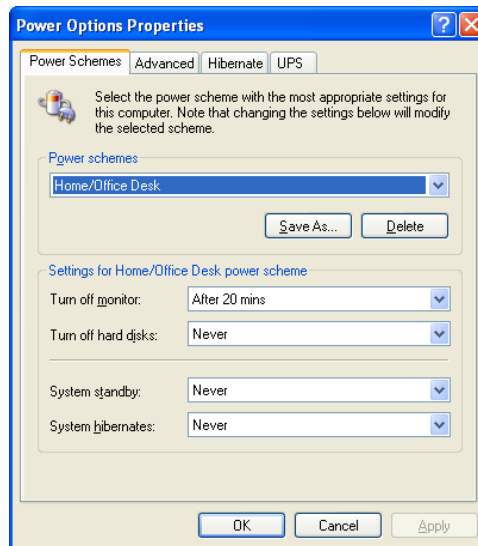 Power Options Properties
Power Schemes Advanced Hibernate UPS
Select the power scheme with the most appropriate settings for
this computer. Note that changing the settings below will modify
the selected scheme.
Power schemes
Home/Office Desk
Save As... Delete
Settings for Home/Office Desk power scheme
Turn off monitor: After 20 mins
Turn off hard disks: Never
System standby: Never
System hibernates: Never
OK Cancel Apply